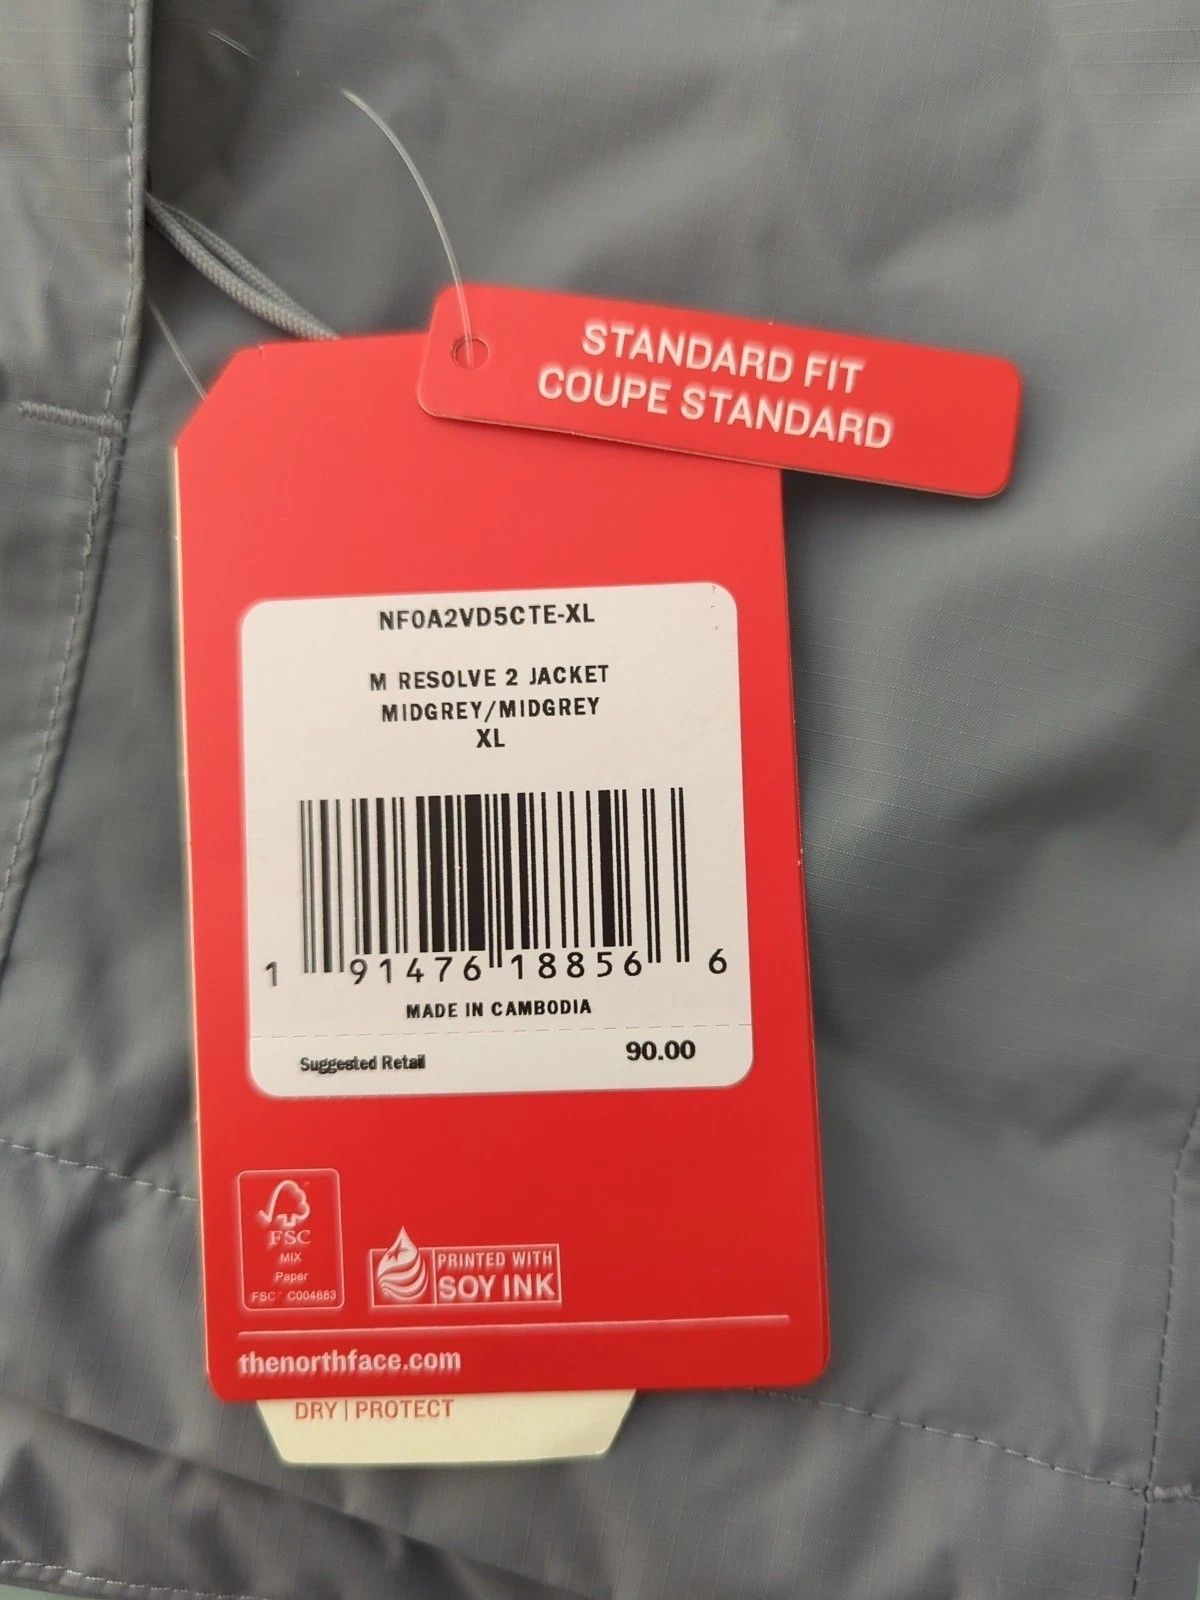 STANDARD FIT
COUPE STANDARD
NF0A2VD5CTE-XL
M RESOLVE 2 JACKET
MIDGREY/MIDGREY
XL
1 91476 18856 6
MADE IN CAMBODIA
Suggested Retail 90.00
FSC
MIX
Paper
FSC™ C004883
PRINTED WITH
SOY INK
thenorthface.com
DRY | PROTECT